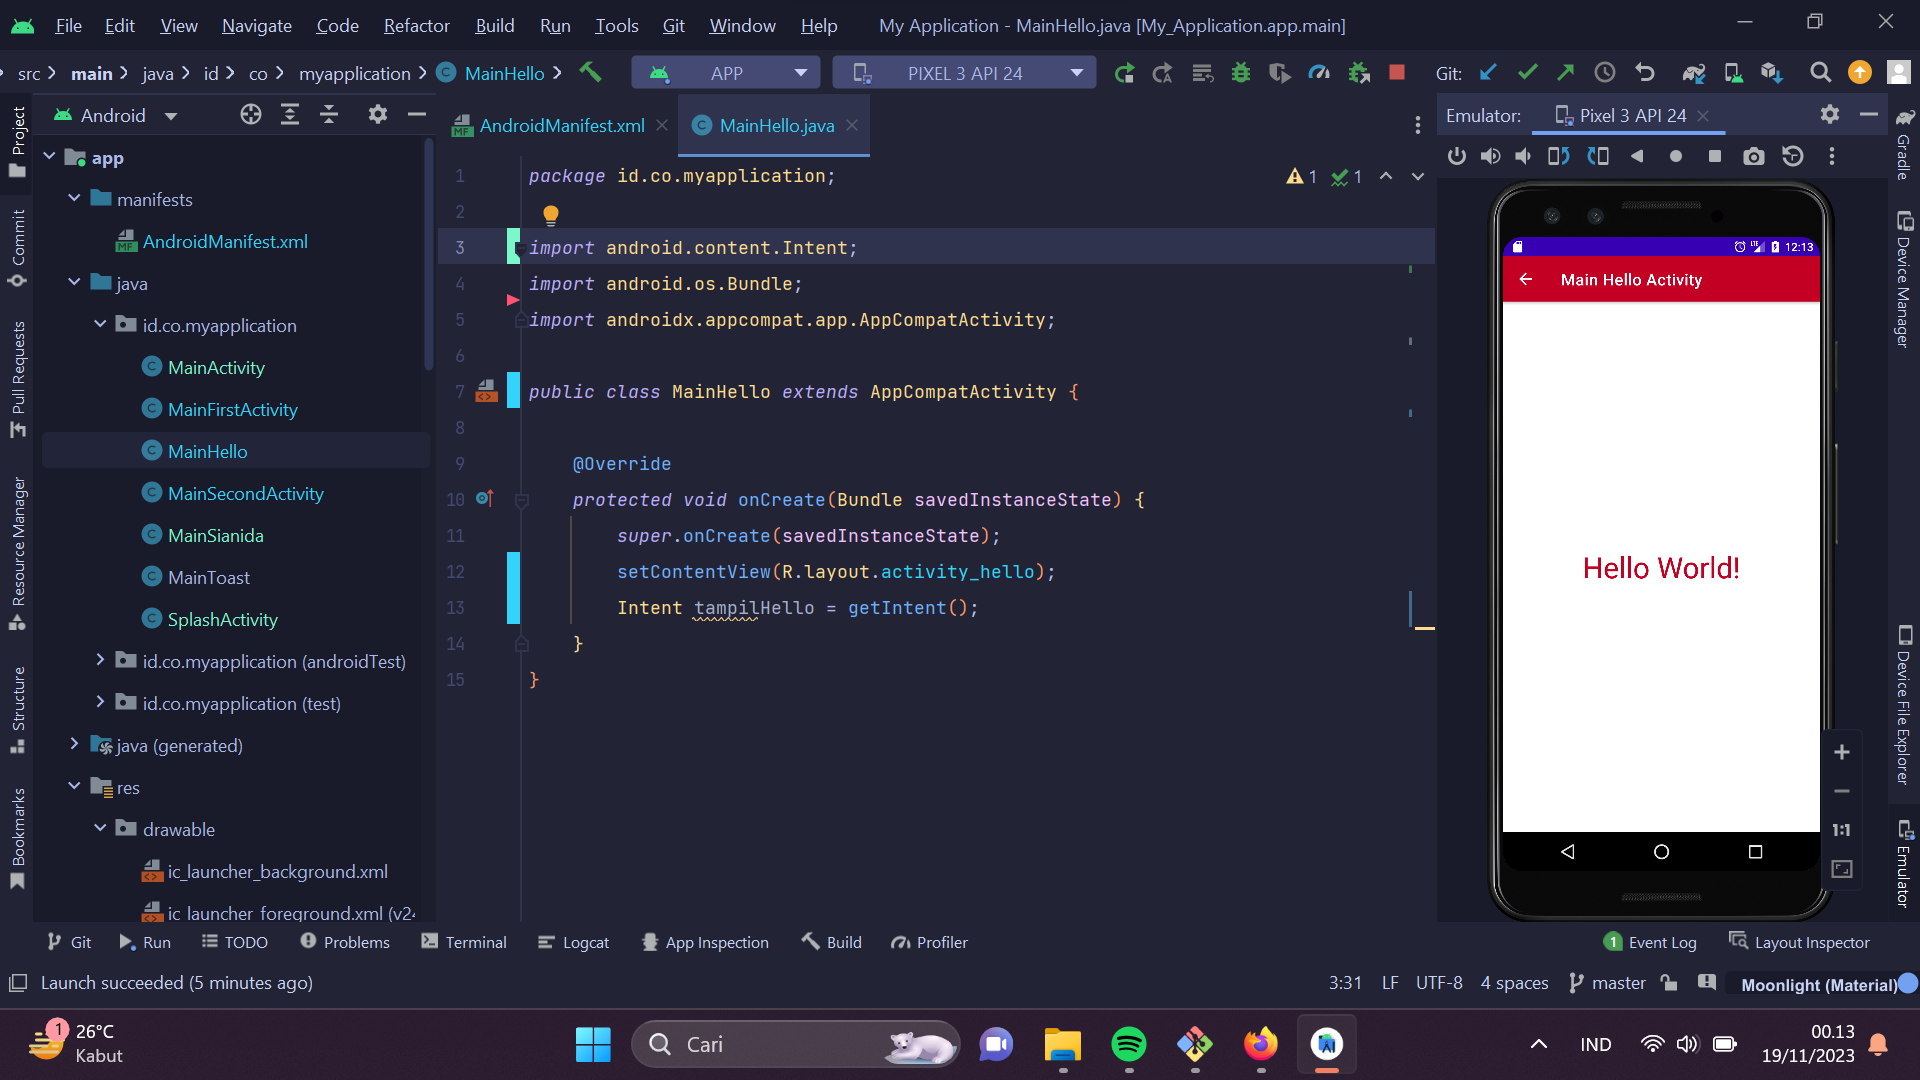 File Edit View Navigate Code Refactor Build Run Tools Git Window Help My Application - MainHello.java [My_Application.app.main]
src main java id co myapplication MainHello APP PIXEL 3 API 24 Git:
Project
Commit
Pull Requests
Resource Manager
Structure
Bookmarks
Android
app
manifests
AndroidManifest.xml
java
id.co.myapplication
MainActivity
MainFirstActivity
MainHello
MainSecondActivity
MainSianida
MainToast
SplashActivity
id.co.myapplication (androidTest)
id.co.myapplication (test)
java (generated)
res
drawable
ic_launcher_background.xml
ic_launcher_foreground.xml (v24
AndroidManifest.xml MainHello.java
1 1
1 package id.co.myapplication;
2
3 import android.content.Intent;
4 import android.os.Bundle;
5 import androidx.appcompat.app.AppCompatActivity;
6
7 public class MainHello extends AppCompatActivity {
8
9 @Override
10 protected void onCreate(Bundle savedInstanceState) {
11 super.onCreate(savedInstanceState);
12 setContentView(R.layout.activity_hello);
13 Intent tampilHello = getIntent();
14 }
15 }
Emulator: Pixel 3 API 24
12:13
Main Hello Activity
Hello World!
1:1
Gradle
Device Manager
Device File Explorer
Emulator
Git Run TODO Problems Terminal Logcat App Inspection Build Profiler 1 Event Log Layout Inspector
Launch succeeded (5 minutes ago) 3:31 LF UTF-8 4 spaces master Moonlight (Material)
1 26°C
Kabut
Cari
IND
00.13
19/11/2023